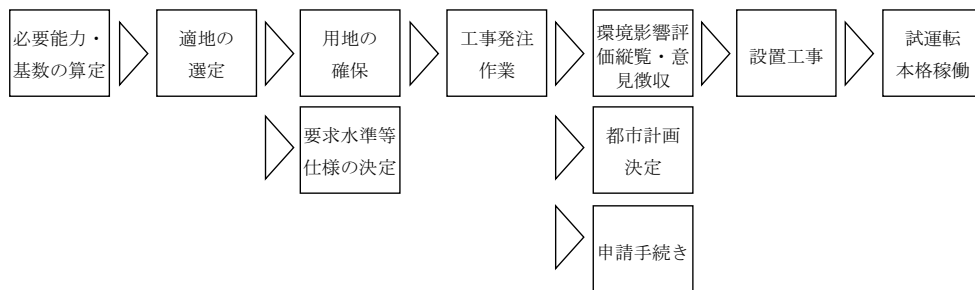 必要能力・
基数の算定
適地の
選定
用地の
確保
工事発注
作業
環境影響評
価縦覧・意
見徴収
設置工事
試運転
本格稼働
要求水準等
仕様の決定
都市計画
決定
申請手続き